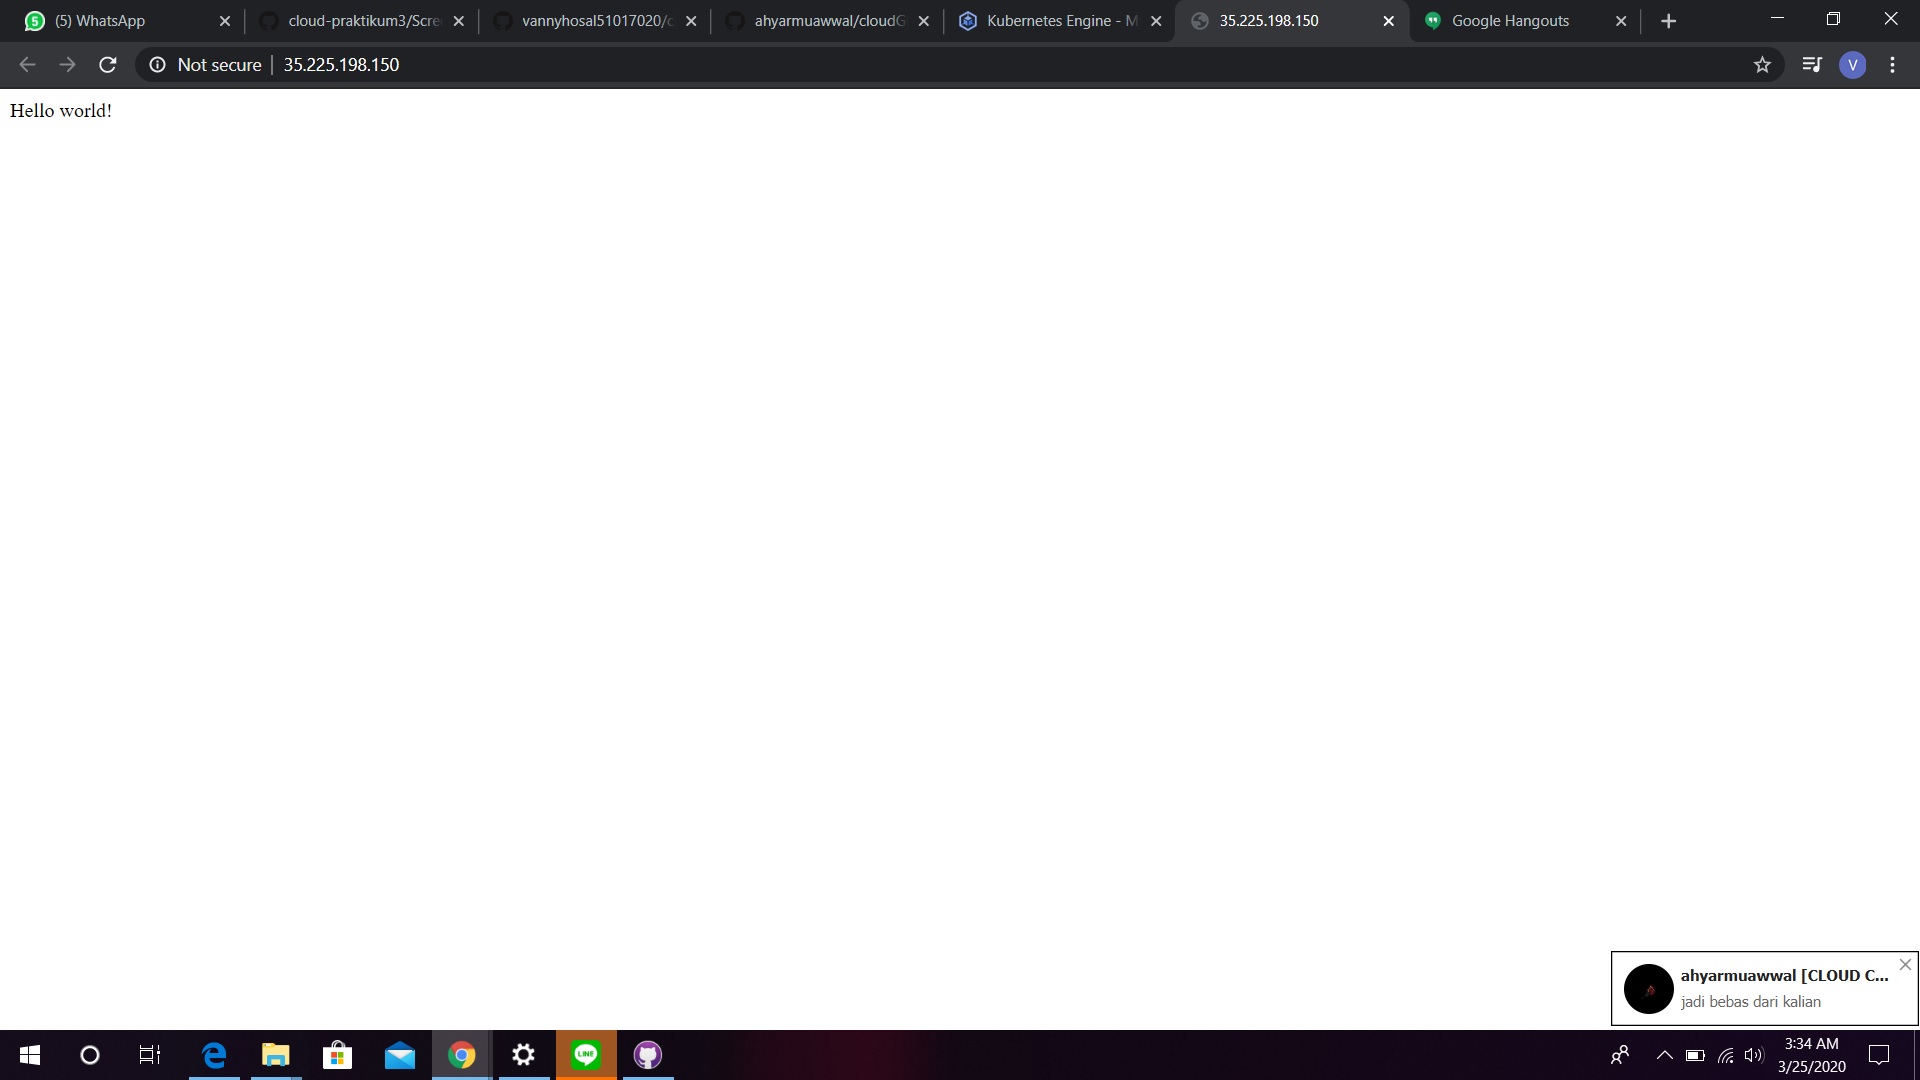 (5) WhatsApp
cloud-praktikum3/Scre
vannyhosal51017020/c
ahyarmuawwal/cloudG
Kubernetes Engine - M
35.225.198.150
Google Hangouts
Not secure
35.225.198.150
V
Hello world!
ahyarmuawwal [CLOUD C...
jadi bebas dari kalian
LINE
3:34 AM
3/25/2020